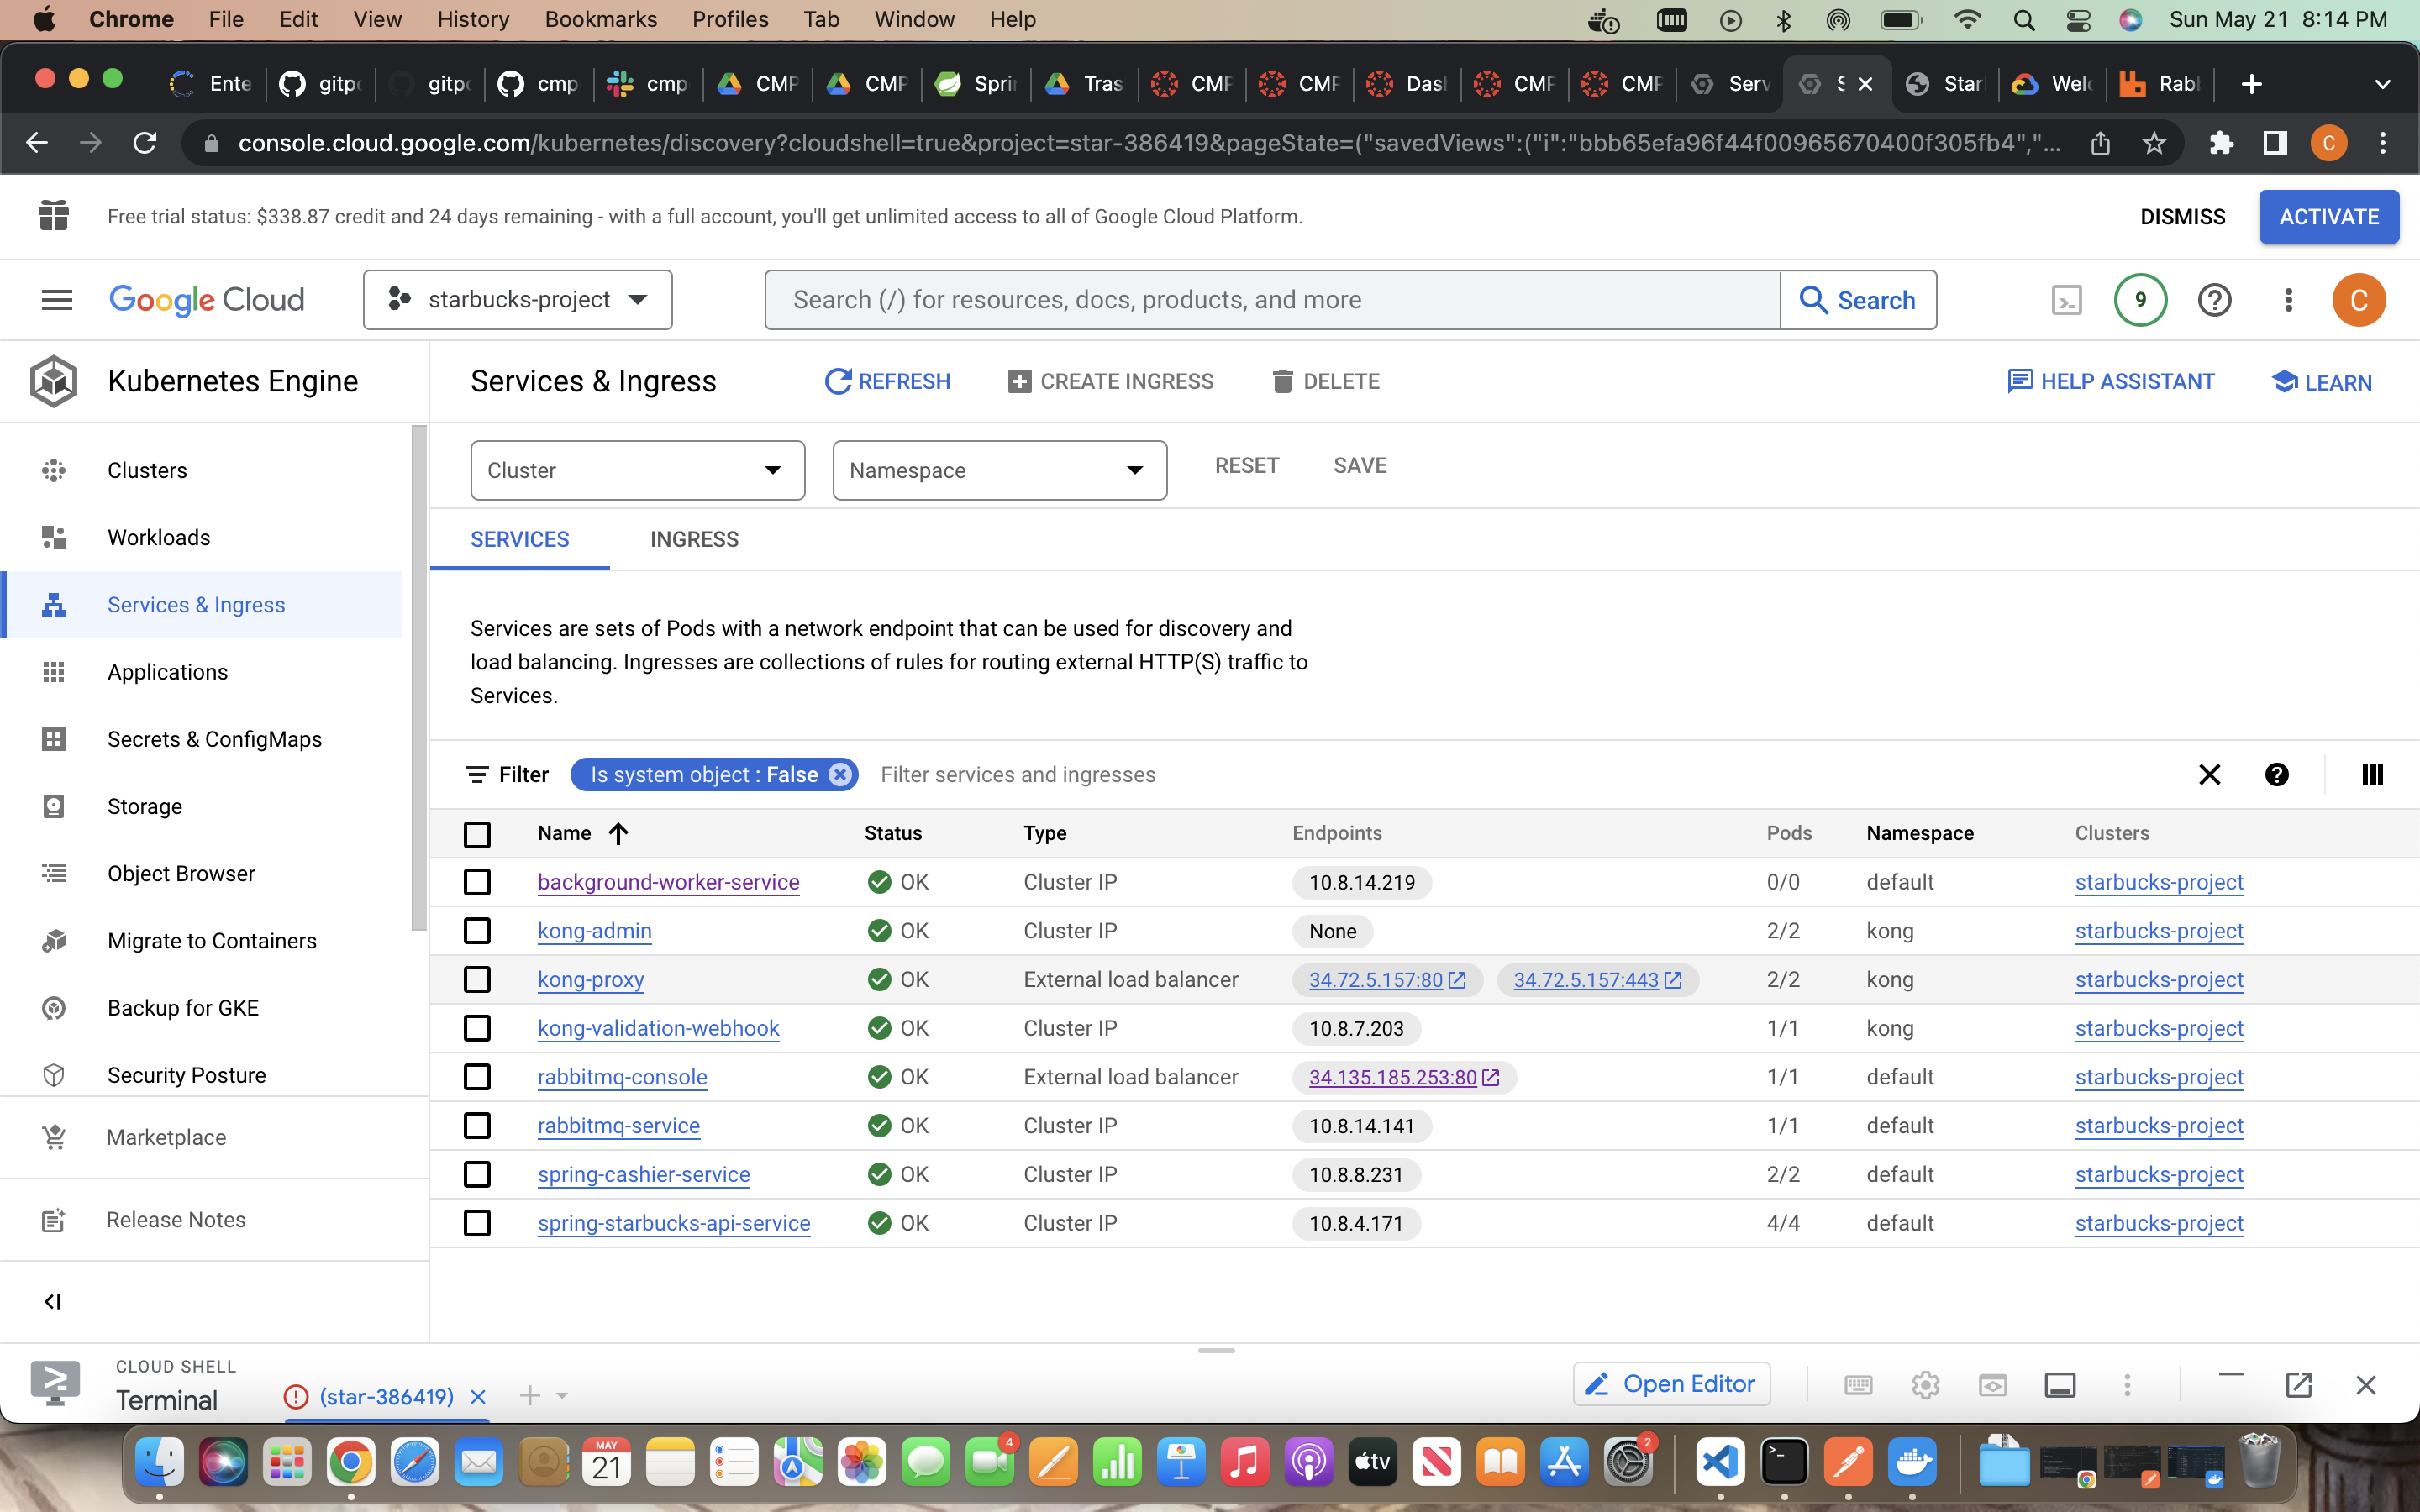 Chrome File Edit View History Bookmarks Profiles Tab Window Help Sun May 21 8:14 PM
Ente gitpo gitpo cmp cmp CMP CMP Sprin Tras CMP CMP Dash CMP CMP Serv S Star Welc Rabb
console.cloud.google.com/kubernetes/discovery?cloudshell=true&project=star-386419&pageState=("savedViews":("i":"bbb65efa96f44f00965670400f305fb4","... C
Free trial status: $338.87 credit and 24 days remaining - with a full account, you'll get unlimited access to all of Google Cloud Platform. DISMISS ACTIVATE
Google Cloud starbucks-project Search (/) for resources, docs, products, and more Search 9 C
Kubernetes Engine
Services & Ingress REFRESH CREATE INGRESS DELETE HELP ASSISTANT LEARN
Clusters
Workloads
Services & Ingress
Applications
Secrets & ConfigMaps
Storage
Object Browser
Migrate to Containers
Backup for GKE
Security Posture
Marketplace
Release Notes
Cluster Namespace RESET SAVE
SERVICES INGRESS
Services are sets of Pods with a network endpoint that can be used for discovery and
load balancing. Ingresses are collections of rules for routing external HTTP(S) traffic to
Services.
Filter Is system object : False Filter services and ingresses
Name Status Type Endpoints Pods Namespace Clusters
background-worker-service OK Cluster IP 10.8.14.219 0/0 default starbucks-project
kong-admin OK Cluster IP None 2/2 kong starbucks-project
kong-proxy OK External load balancer 34.72.5.157:80 34.72.5.157:443 2/2 kong starbucks-project
kong-validation-webhook OK Cluster IP 10.8.7.203 1/1 kong starbucks-project
rabbitmq-console OK External load balancer 34.135.185.253:80 1/1 default starbucks-project
rabbitmq-service OK Cluster IP 10.8.14.141 1/1 default starbucks-project
spring-cashier-service OK Cluster IP 10.8.8.231 2/2 default starbucks-project
spring-starbucks-api-service OK Cluster IP 10.8.4.171 4/4 default starbucks-project
CLOUD SHELL
Terminal (star-386419) Open Editor
MAY
21
4
tv
2